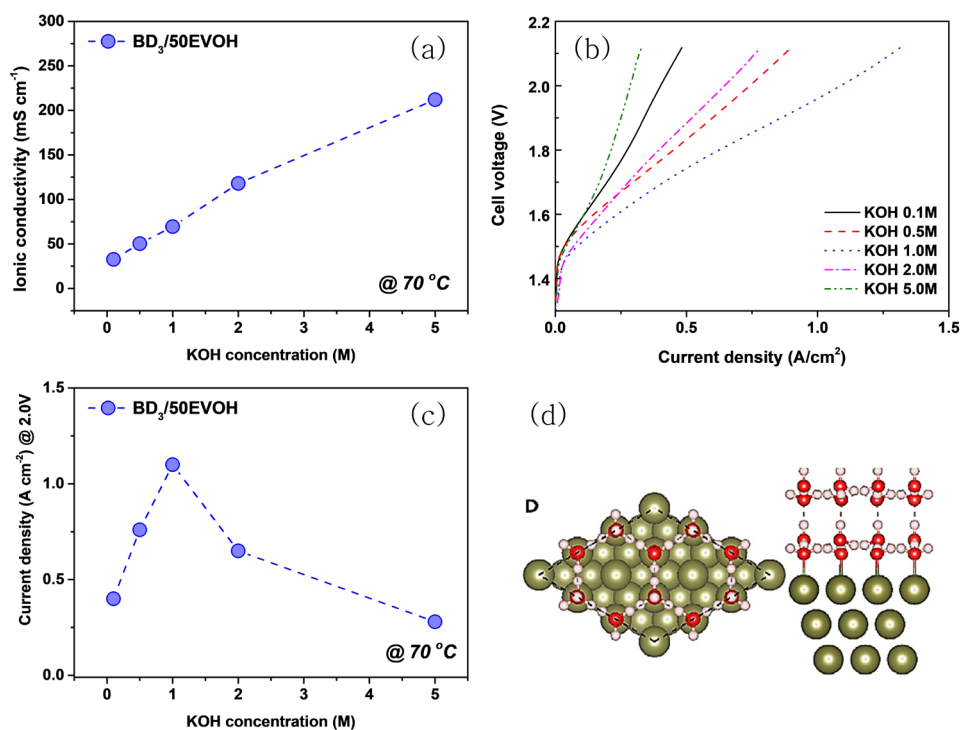 BD₃/50EVOH
(a)
Ionic conductivity (mS cm⁻¹)
300
250
200
150
100
50
0
@ 70 °C
0 1 2 3 4 5
KOH concentration (M)
(b)
Cell voltage (V)
2.2
2.0
1.8
1.6
1.4
KOH 0.1M
KOH 0.5M
KOH 1.0M
KOH 2.0M
KOH 5.0M
0.0 0.5 1.0 1.5
Current density (A/cm²)
BD₃/50EVOH
(c)
Current density (A cm⁻²) @ 2.0V
1.5
1.0
0.5
0.0
@ 70 °C
0 1 2 3 4 5
KOH concentration (M)
(d)
D